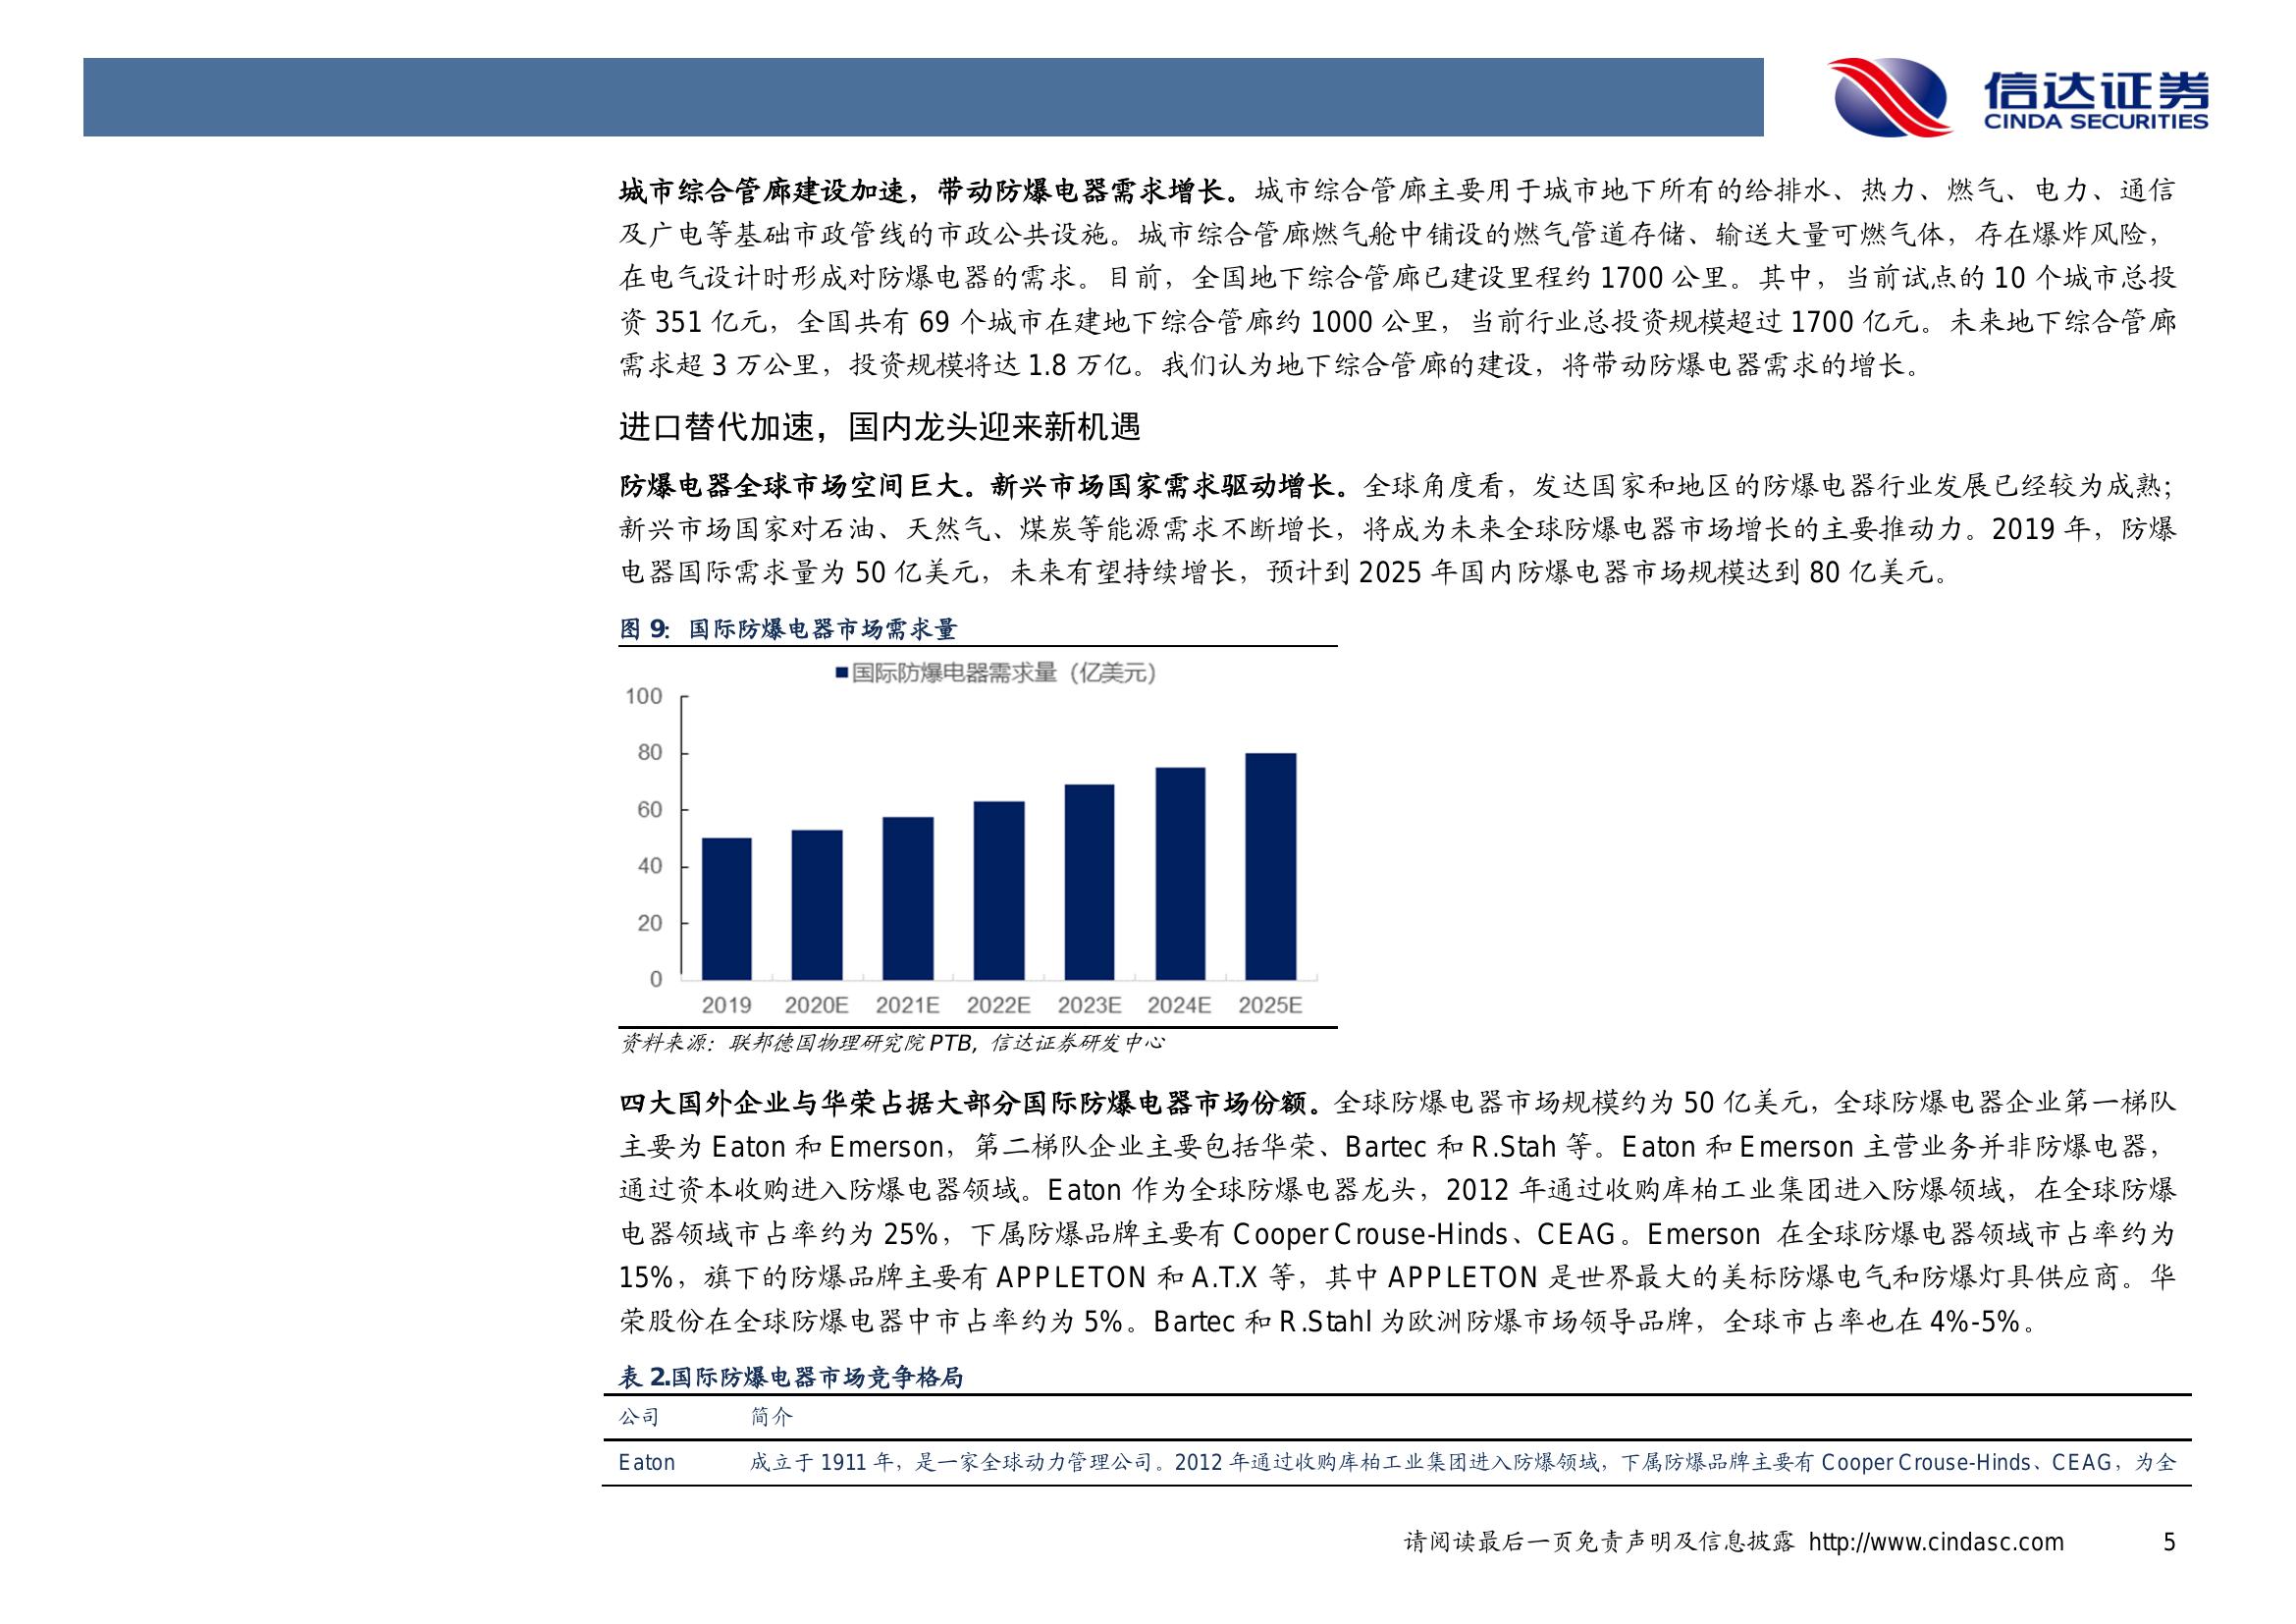 信达证券
CINDA SECURITIES
城市综合管廊建设加速，带动防爆电器需求增长。城市综合管廊主要用于城市地下所有的给排水、热力、燃气、电力、通信
及广电等基础市政管线的市政公共设施。城市综合管廊燃气舱中铺设的燃气管道存储、输送大量可燃气体，存在爆炸风险，
在电气设计时形成对防爆电器的需求。目前，全国地下综合管廊已建设里程约 1700 公里。其中，当前试点的 10 个城市总投
资 351 亿元，全国共有 69 个城市在建地下综合管廊约 1000 公里，当前行业总投资规模超过 1700 亿元。未来地下综合管廊
需求超 3 万公里，投资规模将达 1.8 万亿。我们认为地下综合管廊的建设，将带动防爆电器需求的增长。
进口替代加速，国内龙头迎来新机遇
防爆电器全球市场空间巨大。新兴市场国家需求驱动增长。全球角度看，发达国家和地区的防爆电器行业发展已经较为成熟；
新兴市场国家对石油、天然气、煤炭等能源需求不断增长，将成为未来全球防爆电器市场增长的主要推动力。2019 年，防爆
电器国际需求量为 50 亿美元，未来有望持续增长，预计到 2025 年国内防爆电器市场规模达到 80 亿美元。
图 9： 国际防爆电器市场需求量
国际防爆电器需求量（亿美元）
100
80
60
40
20
0
2019 2020E 2021E 2022E 2023E 2024E 2025E
资料来源：联邦德国物理研究院 PTB, 信达证券研发中心
四大国外企业与华荣占据大部分国际防爆电器市场份额。全球防爆电器市场规模约为 50 亿美元，全球防爆电器企业第一梯队
主要为 Eaton 和 Emerson，第二梯队企业主要包括华荣、Bartec 和 R.Stah 等。Eaton 和 Emerson 主营业务并非防爆电器，
通过资本收购进入防爆电器领域。Eaton 作为全球防爆电器龙头，2012 年通过收购库柏工业集团进入防爆领域，在全球防爆
电器领域市占率约为 25%，下属防爆品牌主要有 Cooper Crouse-Hinds、CEAG。Emerson 在全球防爆电器领域市占率约为
15%，旗下的防爆品牌主要有 APPLETON 和 A.T.X 等，其中 APPLETON 是世界最大的美标防爆电气和防爆灯具供应商。华
荣股份在全球防爆电器中市占率约为 5%。Bartec 和 R.Stahl 为欧洲防爆市场领导品牌，全球市占率也在 4%-5%。
表 2.国际防爆电器市场竞争格局
公司 简介
Eaton 成立于 1911 年，是一家全球动力管理公司。2012 年通过收购库柏工业集团进入防爆领域，下属防爆品牌主要有 Cooper Crouse-Hinds、CEAG，为全
请阅读最后一页免责声明及信息披露 http://www.cindasc.com 5